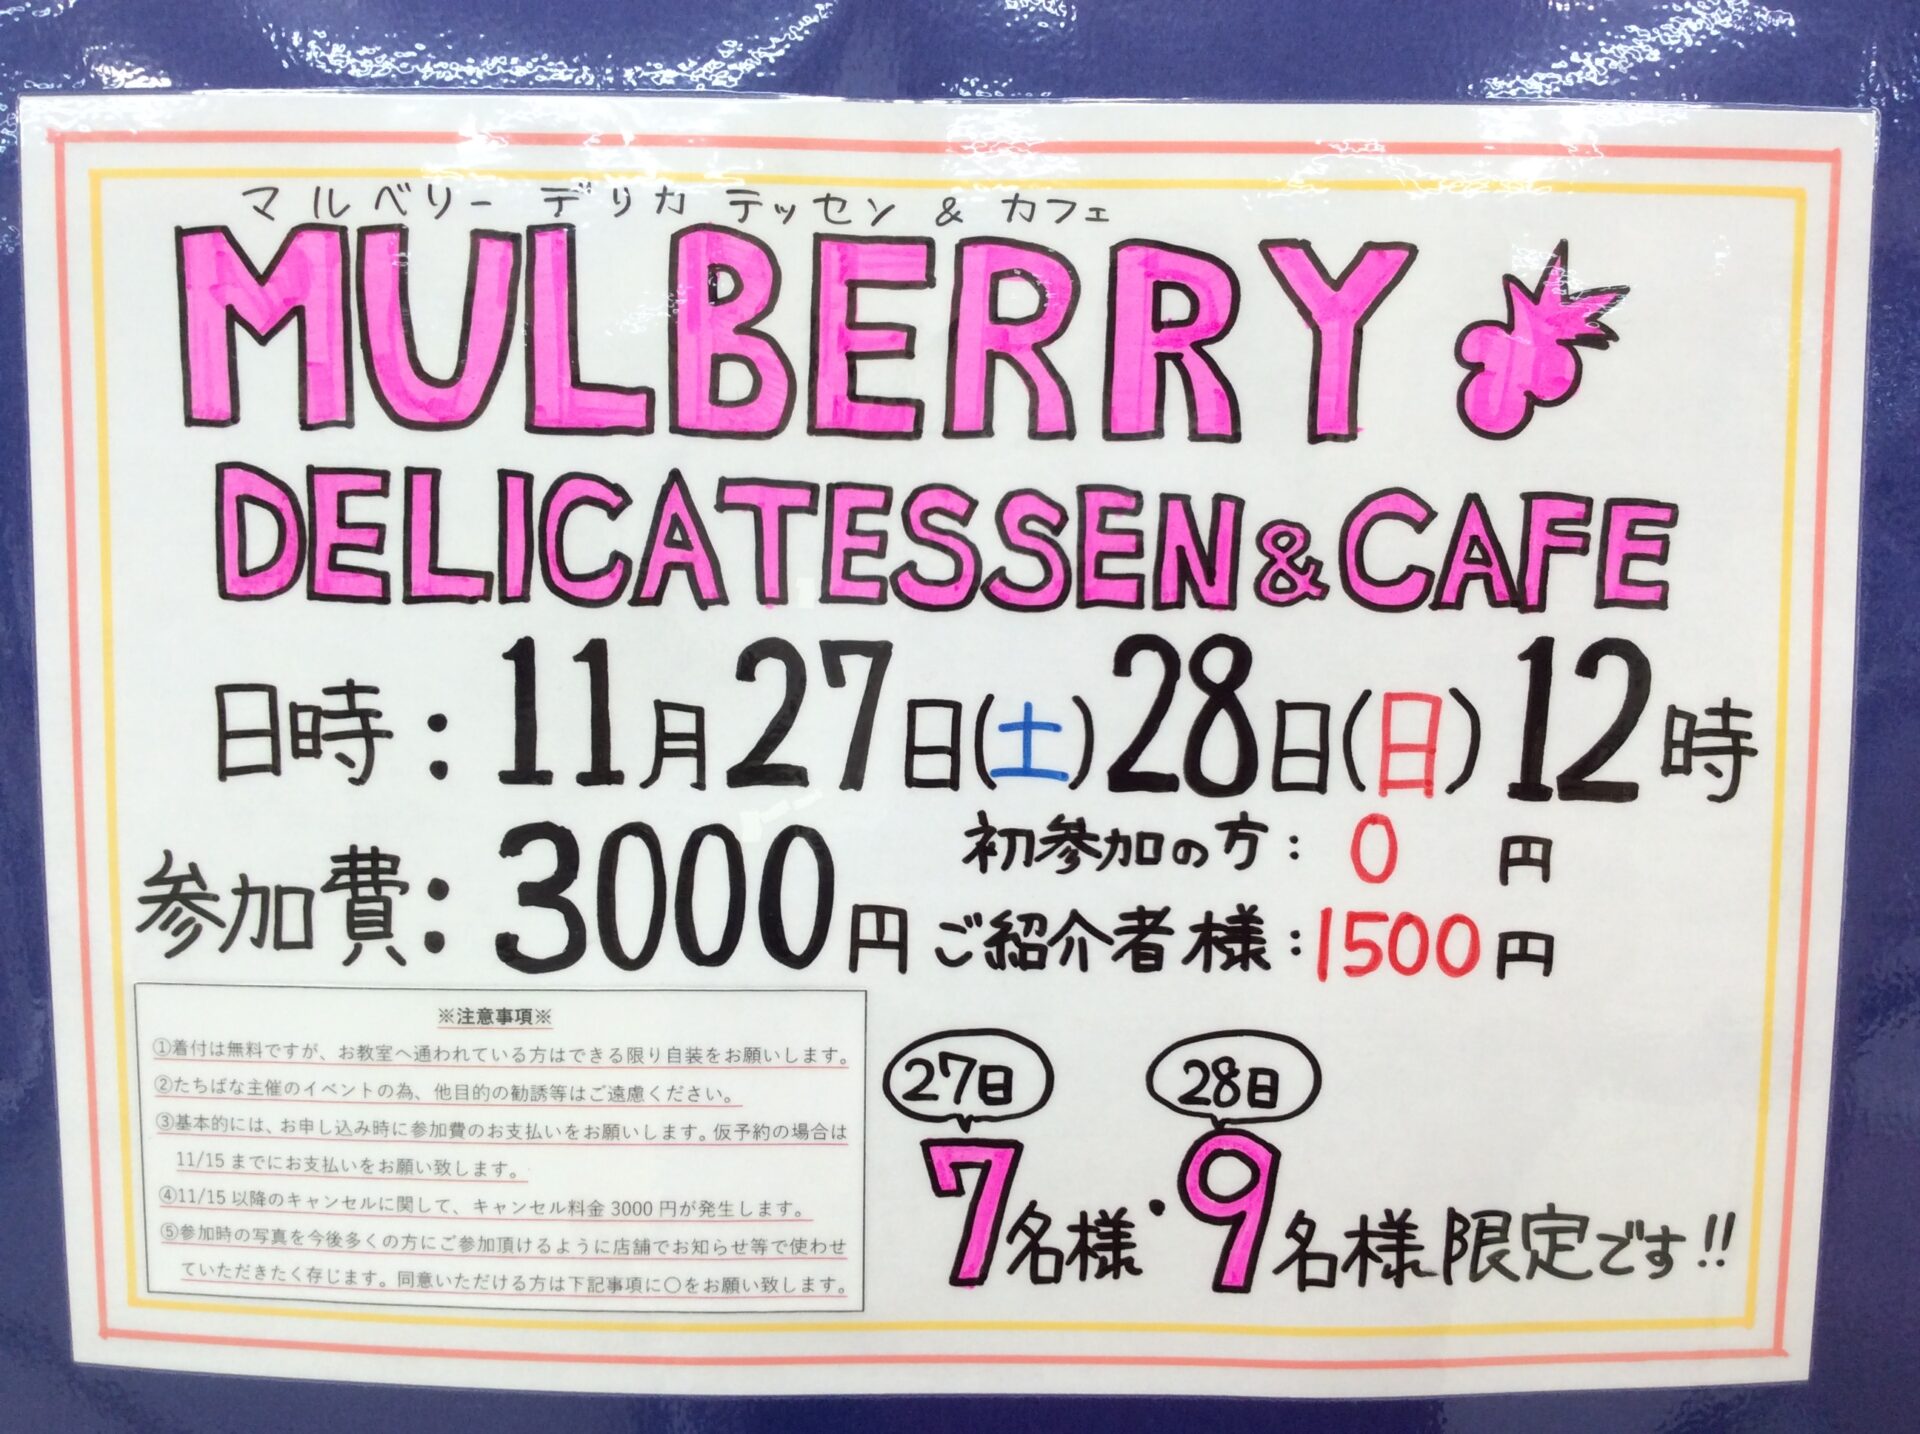 マルベリー デリカテッセン & カフェ
MULBERRY
DELICATESSEN & CAFE
日時：11月27日(土)28日(日)12時
参加費：3000円
初参加の方：0円
ご紹介者様：1500円
※注意事項※
①着付は無料ですが、お教室へ通われている方はできる限り自装をお願いします。
②たちばな主催のイベントの為、他目的の勧誘等はご遠慮ください。
③基本的には、お申し込み時に参加費のお支払いをお願いします。仮予約の場合は
11/15までにお支払いをお願い致します。
④11/15以降のキャンセルに関して、キャンセル料金3000円が発生します。
⑤参加時の写真を今後多くの方にご参加頂けるように店舗でお知らせ等で使わせ
ていただきたく存じます。同意いただける方は下記事項に〇をお願い致します。
27日 28日
7名様・9名様限定です!!